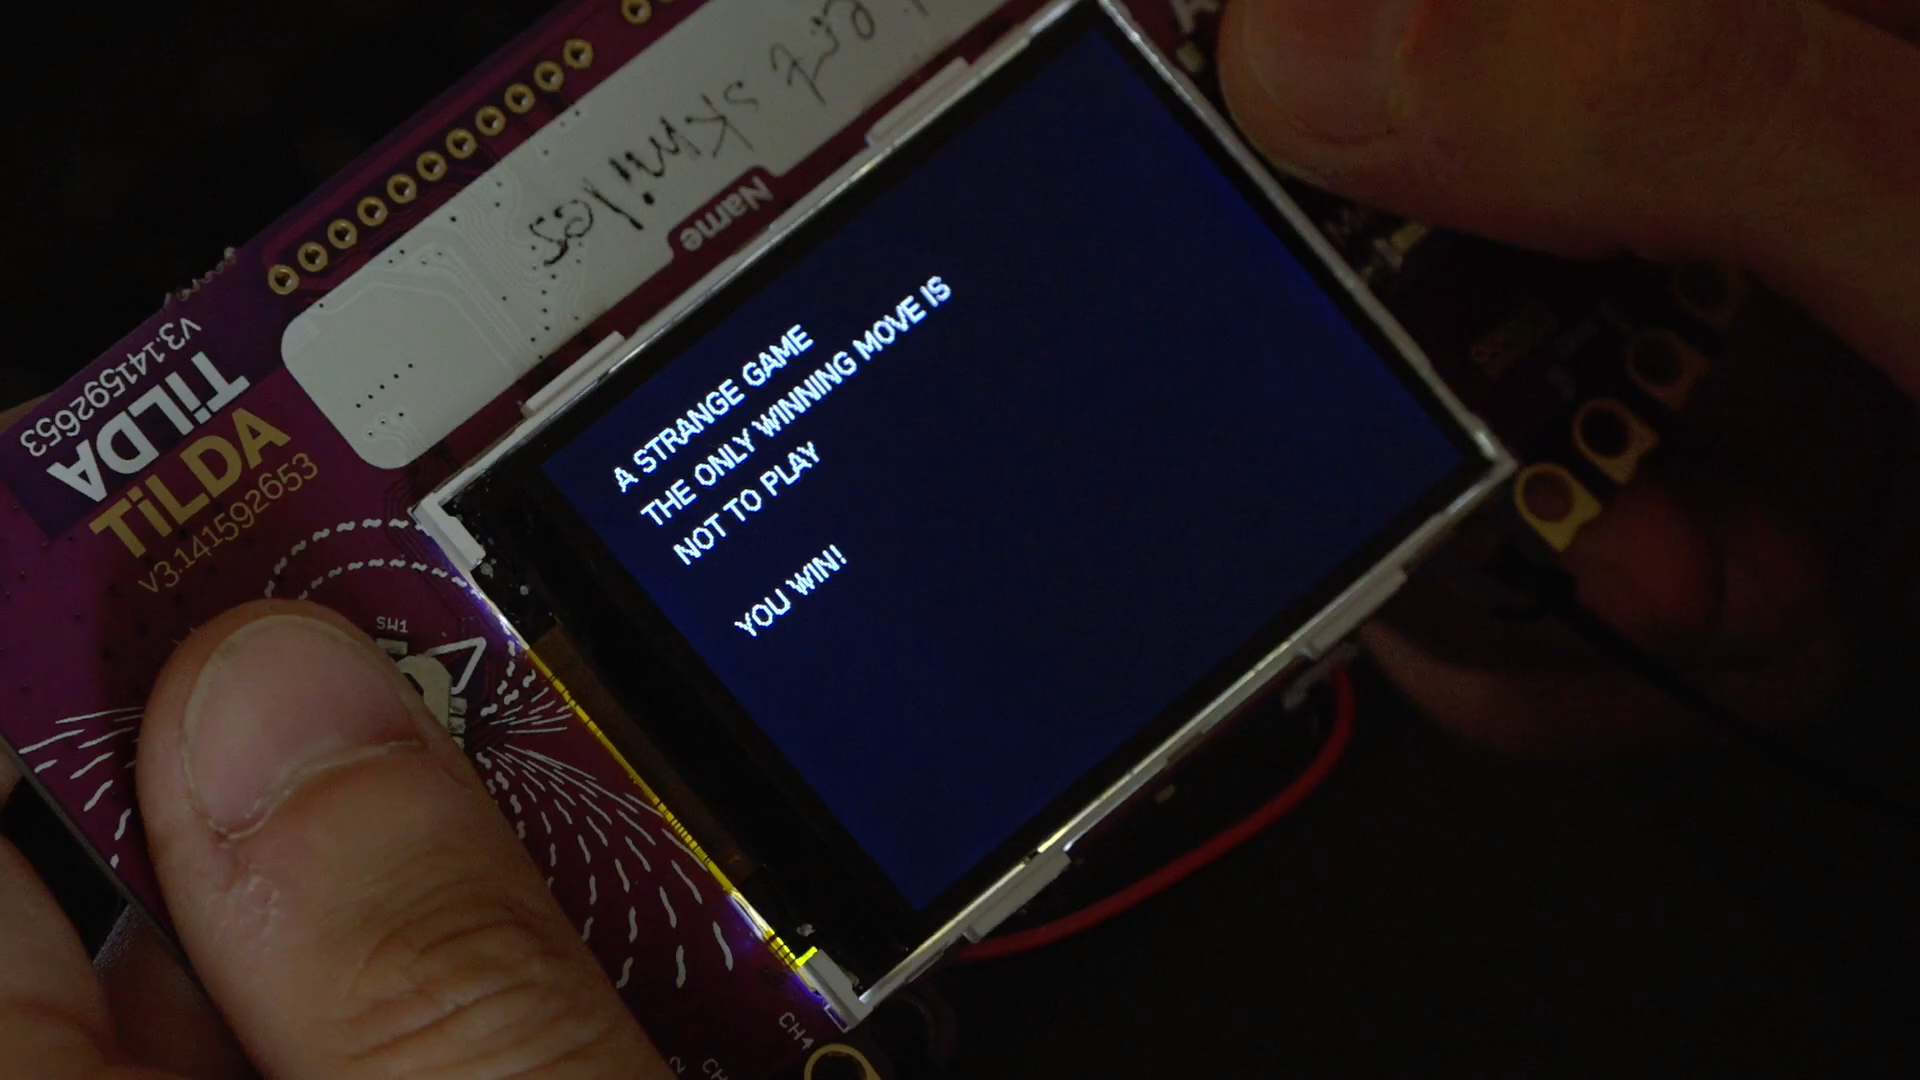 A STRANGE GAME
THE ONLY WINNING MOVE IS
NOT TO PLAY
YOU WIN!
Name
TiLDA
v3.141592653
TiLDA
v3.141592653
SW1
CH4